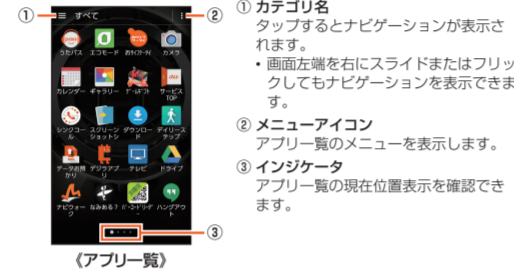 ①
すべて
②
うたパス エコモード おサイフケータイ カメラ
カレンダー ギャラリー ゲームギフト サービス
TOP
シンクコー スクリーン ダウンロー デイリース
ル ショットシ ド テップ
データお預 デジラアプ テレビ ドライブ
かり リ
ナビウォー なみある? バーコードリーダ ハングアウ
ク ー ト
③
《アプリ一覧》
① カテゴリ名
タップするとナビゲーションが表示さ
れます。
• 画面左端を右にスライドまたはフリッ
クしてもナビゲーションを表示できま
す。
② メニューアイコン
アプリ一覧のメニューを表示します。
③ インジケータ
アプリ一覧の現在位置表示を確認でき
ます。